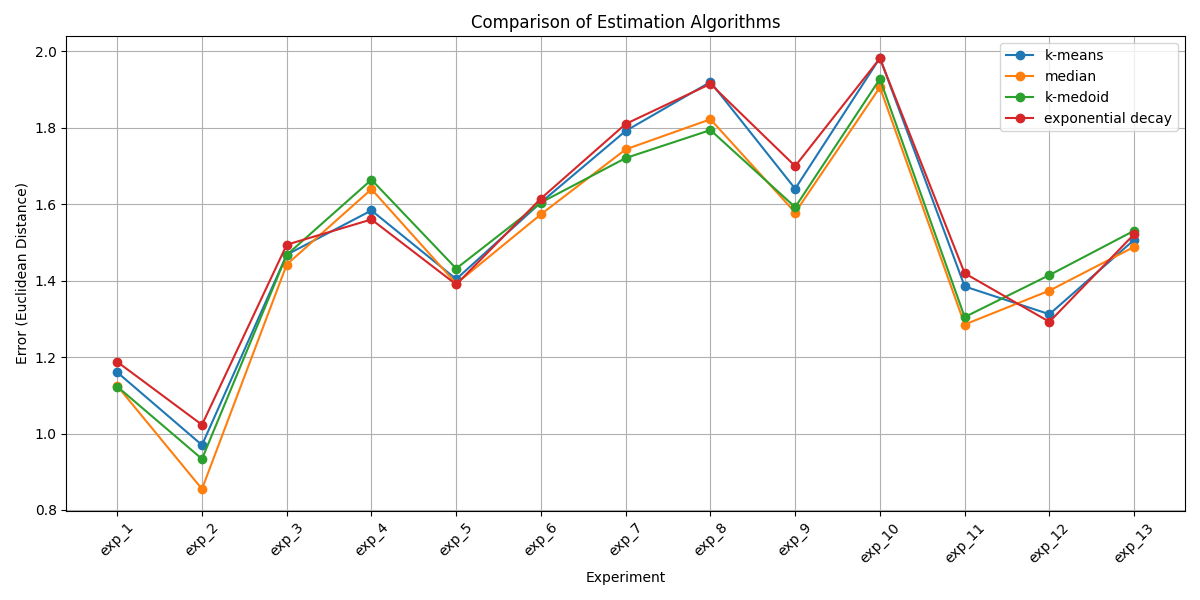 Comparison of Estimation Algorithms
k-means
median
k-medoid
exponential decay
Error (Euclidean Distance)
2.0
1.8
1.6
1.4
1.2
1.0
0.8
exp_1
exp_2
exp_3
exp_4
exp_5
exp_6
exp_7
exp_8
exp_9
exp_10
exp_11
exp_12
exp_13
Experiment